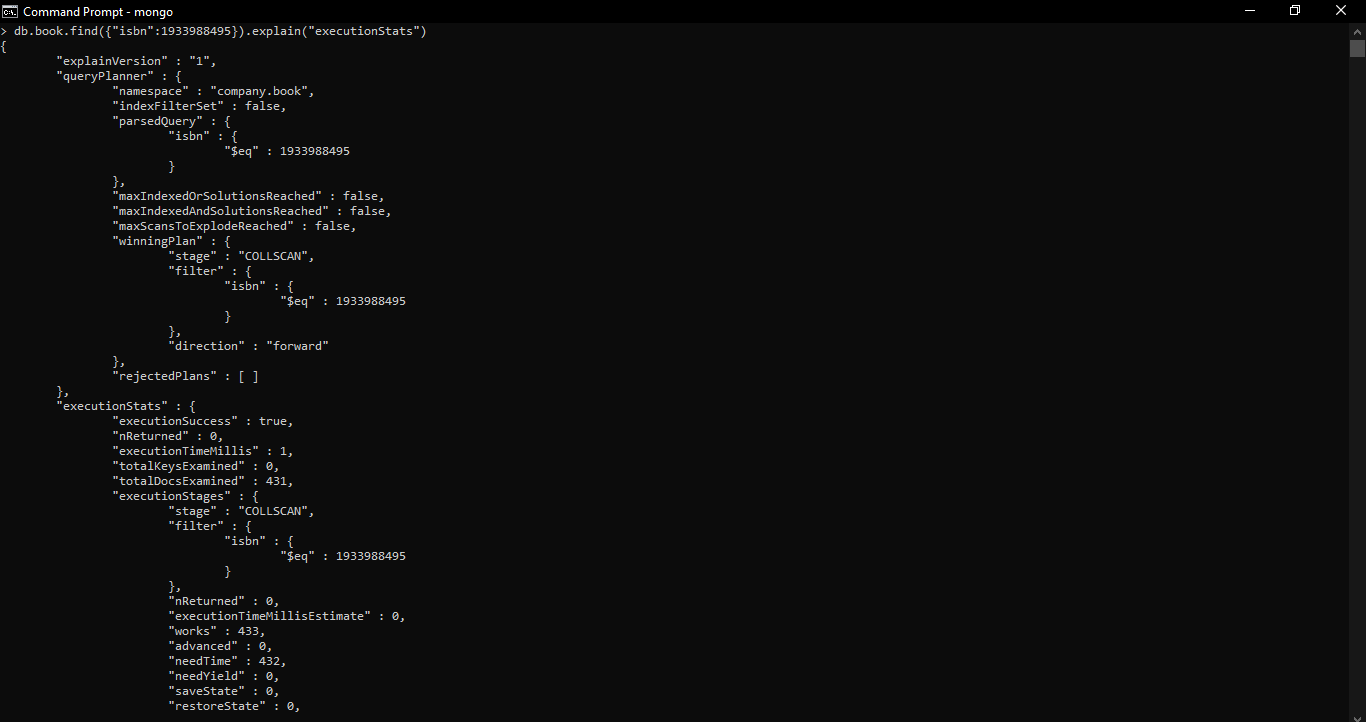 Command Prompt - mongo
> db.book.find({"isbn":1933988495}).explain("executionStats")
{
"explainVersion" : "1",
"queryPlanner" : {
"namespace" : "company.book",
"indexFilterSet" : false,
"parsedQuery" : {
"isbn" : {
"$eq" : 1933988495
}
},
"maxIndexedOrSolutionsReached" : false,
"maxIndexedAndSolutionsReached" : false,
"maxScansToExplodeReached" : false,
"winningPlan" : {
"stage" : "COLLSCAN",
"filter" : {
"isbn" : {
"$eq" : 1933988495
}
},
"direction" : "forward"
},
"rejectedPlans" : [ ]
},
"executionStats" : {
"executionSuccess" : true,
"nReturned" : 0,
"executionTimeMillis" : 1,
"totalKeysExamined" : 0,
"totalDocsExamined" : 431,
"executionStages" : {
"stage" : "COLLSCAN",
"filter" : {
"isbn" : {
"$eq" : 1933988495
}
},
"nReturned" : 0,
"executionTimeMillisEstimate" : 0,
"works" : 433,
"advanced" : 0,
"needTime" : 432,
"needYield" : 0,
"saveState" : 0,
"restoreState" : 0,